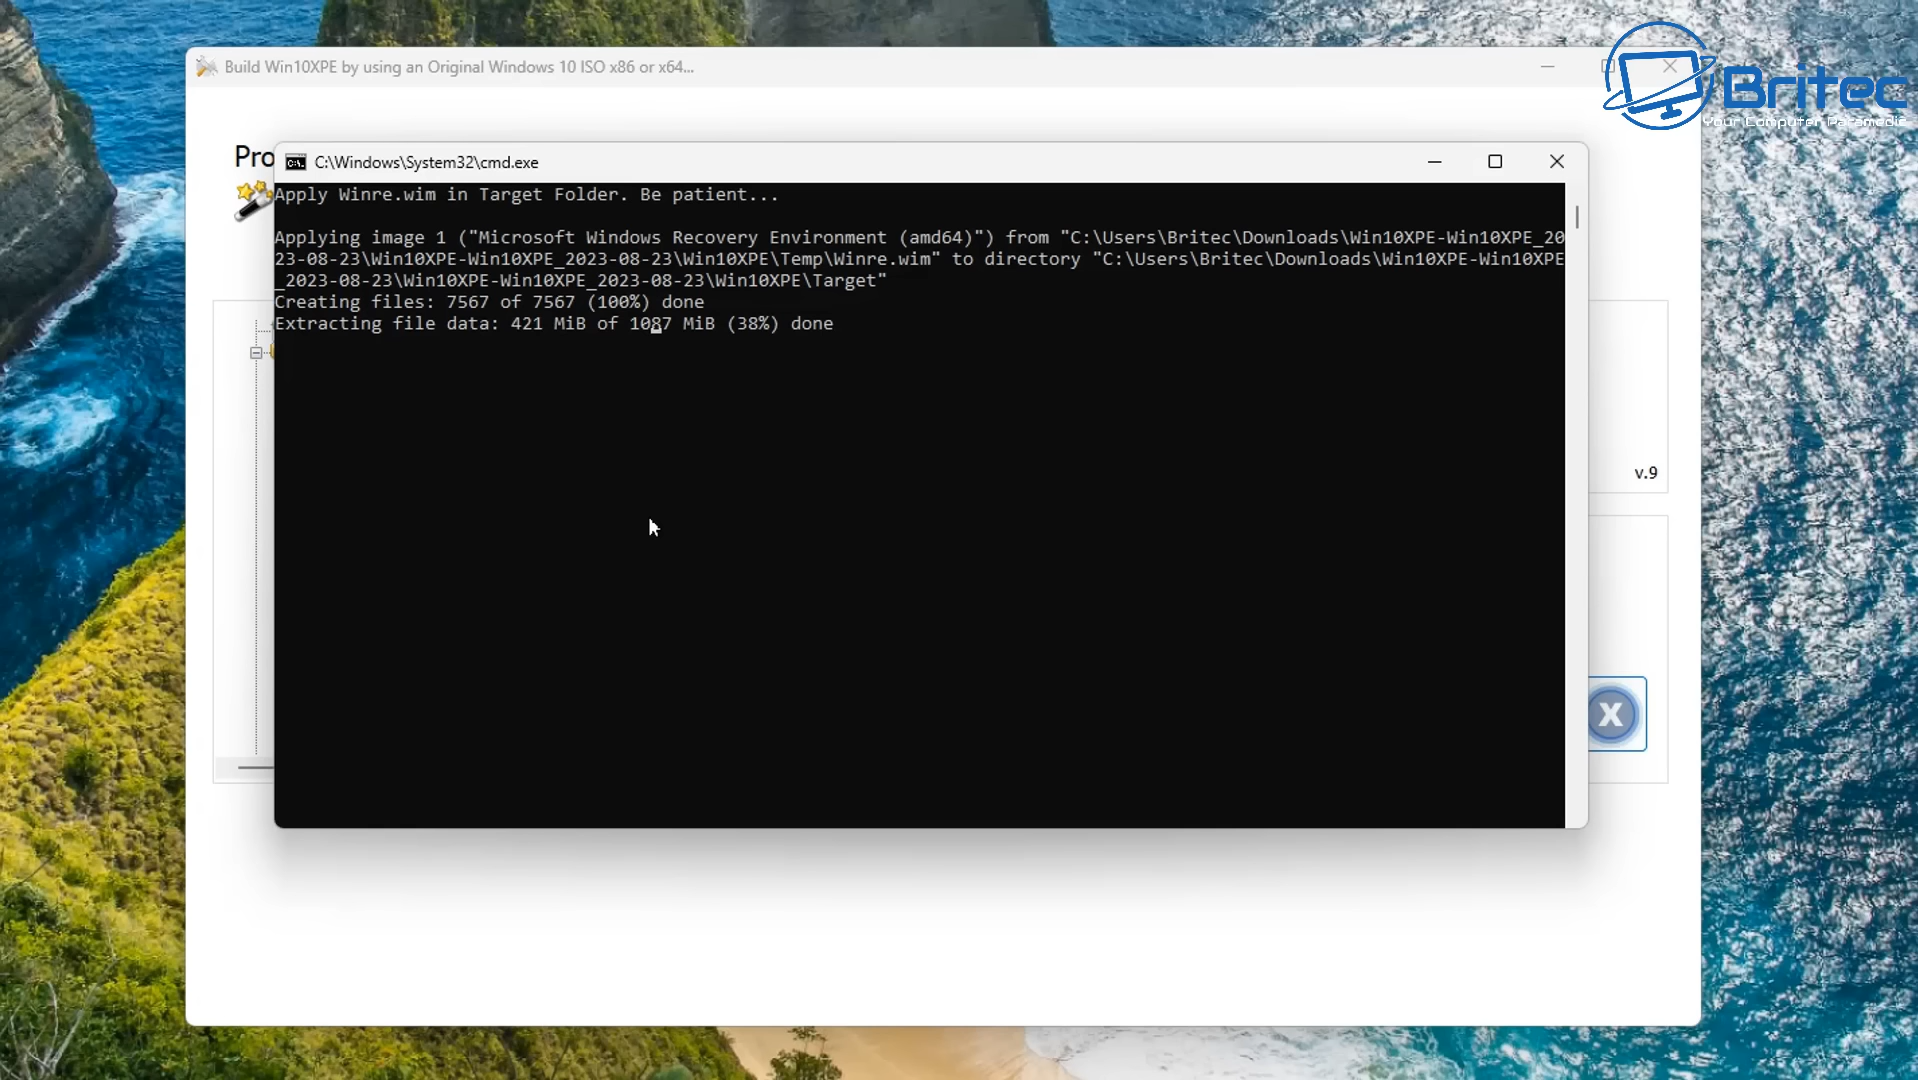 Build Win10XPE by using an Original Windows 10 ISO x86 or x64...
Britec
Your Computer Paramedic
Pro
C:\Windows\System32\cmd.exe
Apply Winre.wim in Target Folder. Be patient...
Applying image 1 ("Microsoft Windows Recovery Environment (amd64)") from "C:\Users\Britec\Downloads\Win10XPE-Win10XPE_20
23-08-23\Win10XPE-Win10XPE_2023-08-23\Win10XPE\Temp\Winre.wim" to directory "C:\Users\Britec\Downloads\Win10XPE-Win10XPE
_2023-08-23\Win10XPE-Win10XPE_2023-08-23\Win10XPE\Target"
Creating files: 7567 of 7567 (100%) done
Extracting file data: 421 MiB of 1087 MiB (38%) done
v.9
X